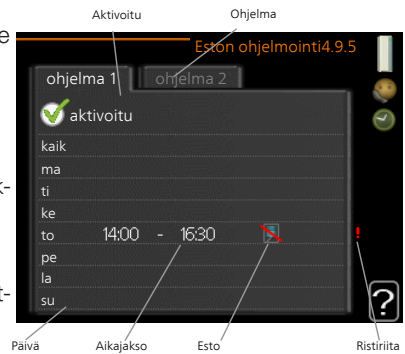 Aktivoitu
Ohjelma
e
Eston ohjelmointi4.9.5
ohjelma 1
ohjelma 2
aktivoitu
kaik
ma
ti
k-
ke
to 14:00 - 16:30 !
pe
la
t-
su
?
Päivä
Aikajakso
Esto
Ristiriita